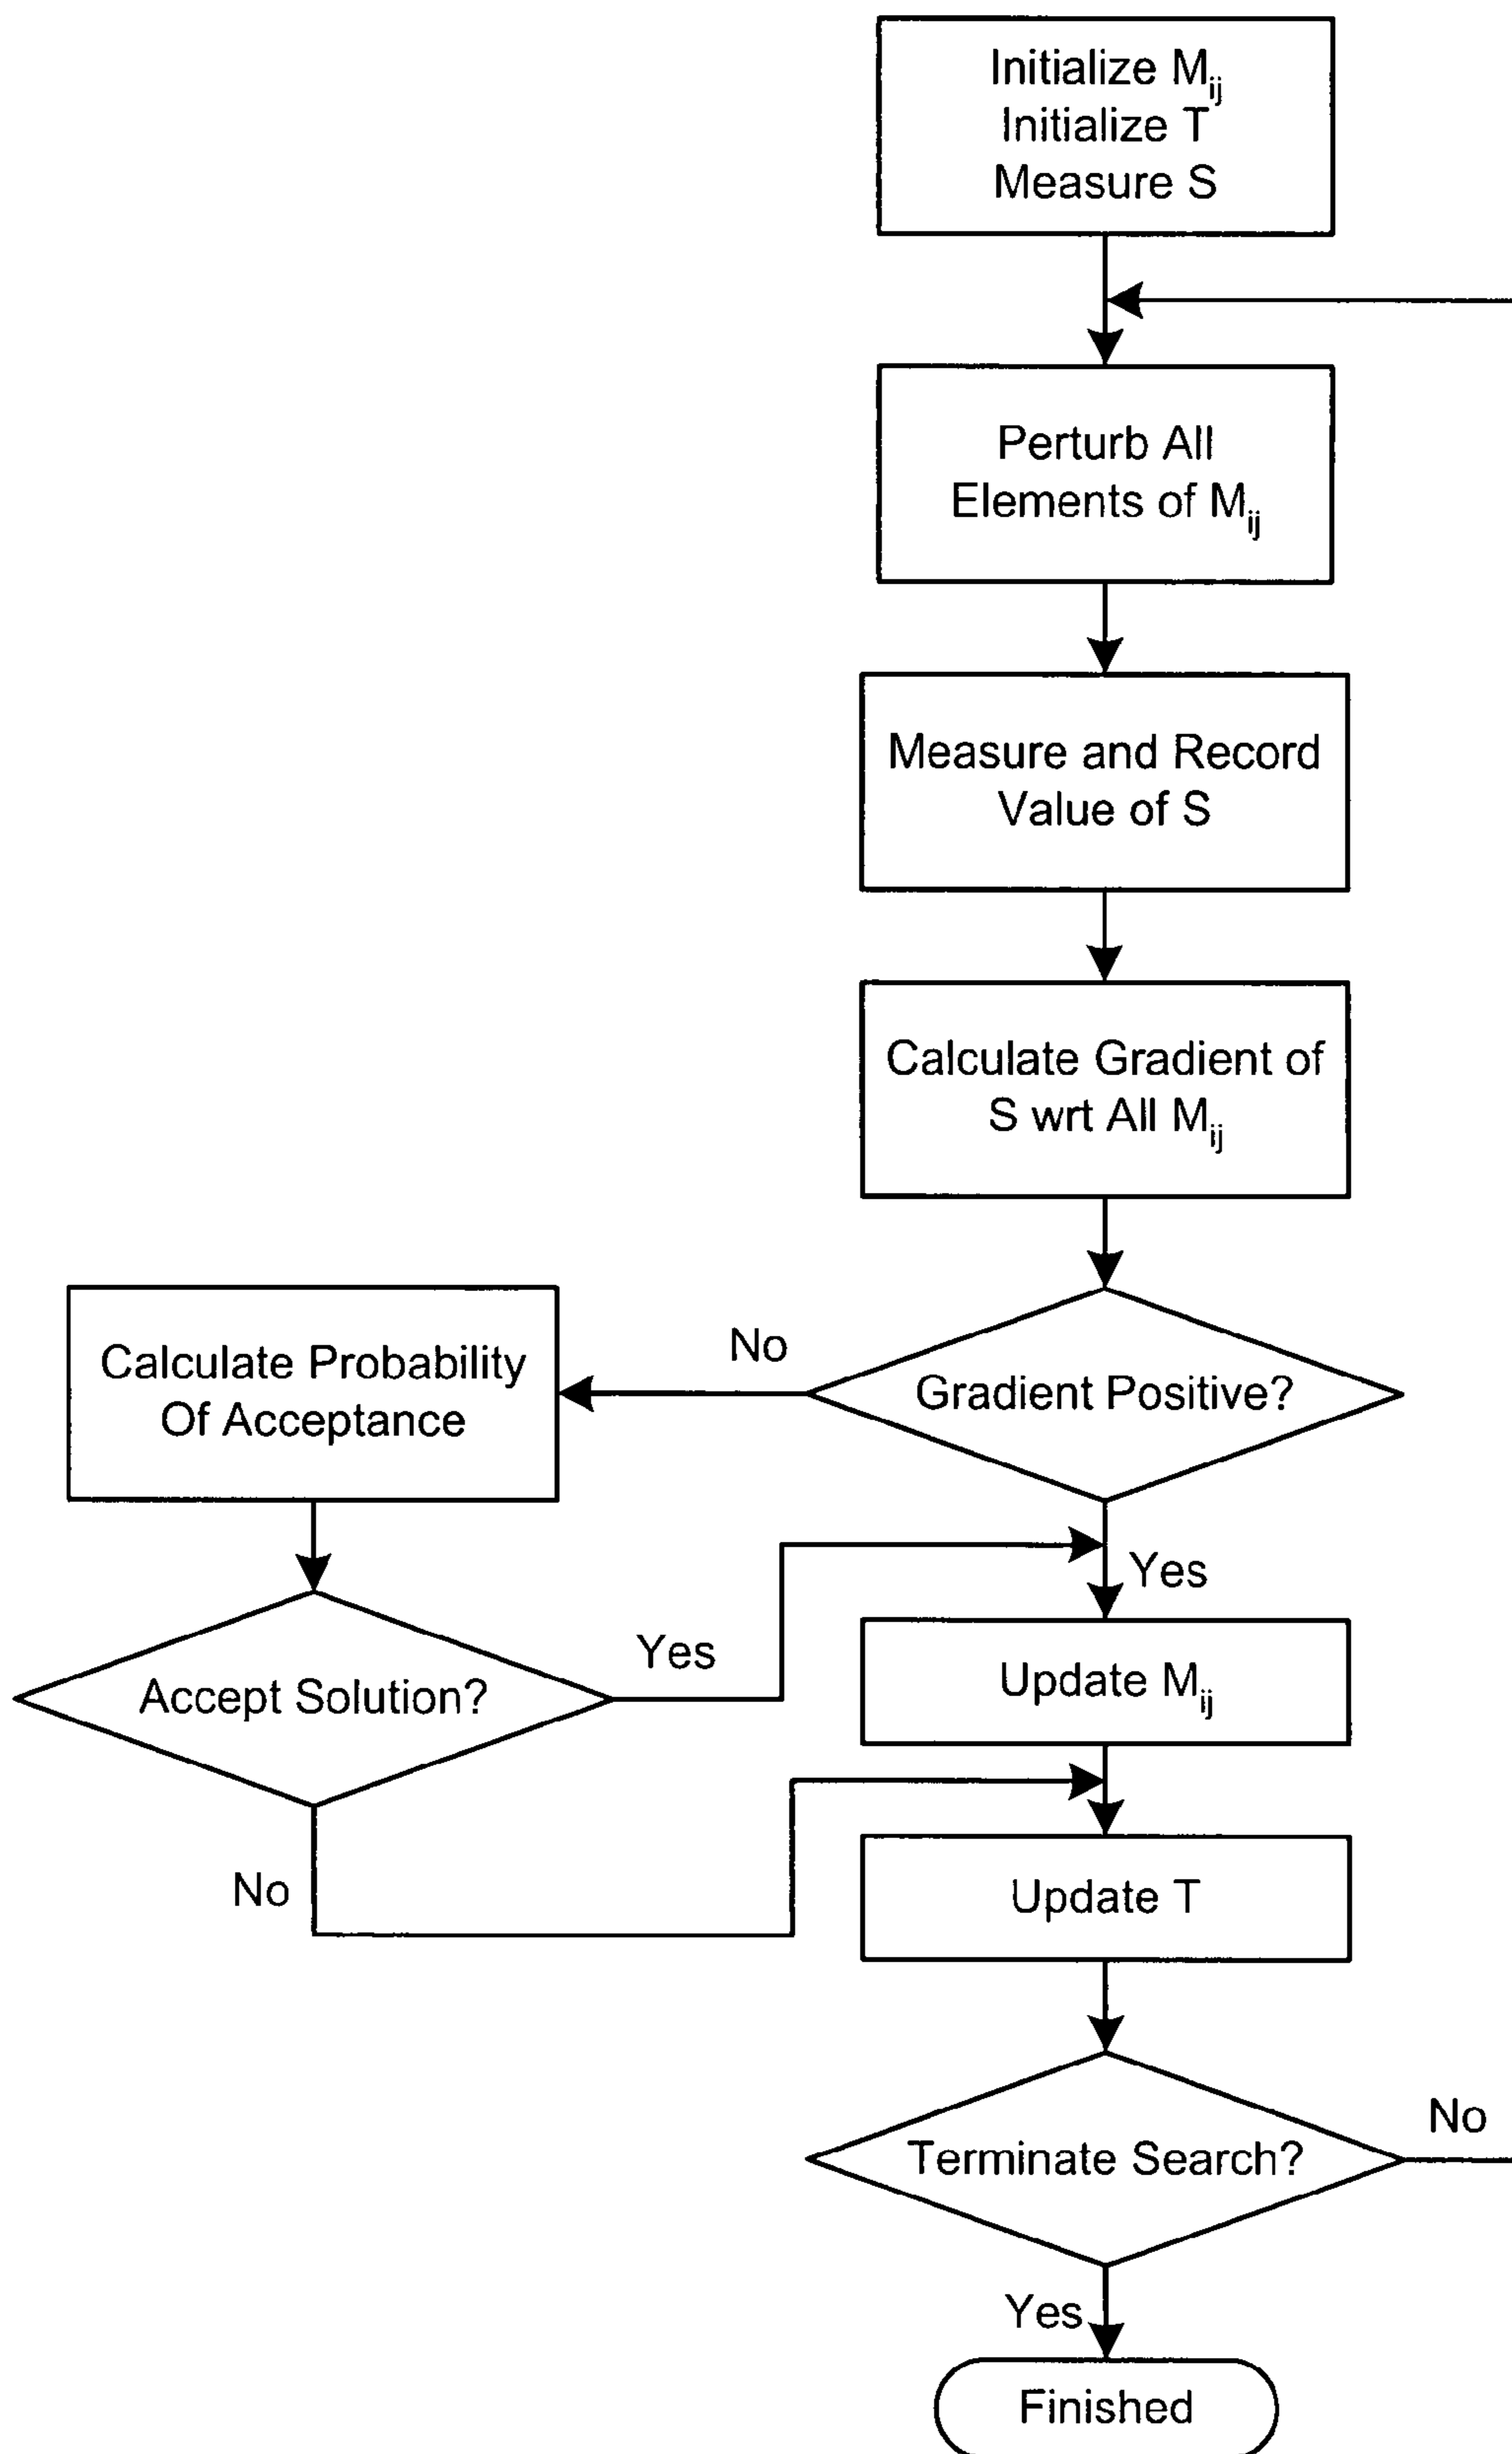 Initialize Mij
Initialize T
Measure S
Perturb All
Elements of Mij
Measure and Record
Value of S
Calculate Gradient of
S wrt All Mij
Gradient Positive?
No
Calculate Probability
Of Acceptance
Yes
Accept Solution?
Yes
Update Mij
No
Update T
Terminate Search?
No
Yes
Finished